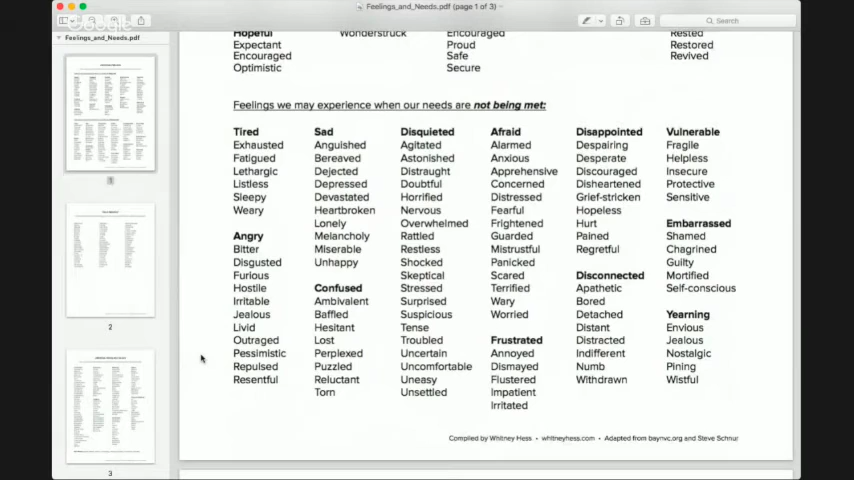 Feelings_and_Needs.pdf (page 1 of 3)
Google
Search
Feelings_and_Needs.pdf
1
2
3
Hopeful
Expectant
Encouraged
Optimistic
Wonderstruck
Encouraged
Proud
Safe
Secure
Rested
Restored
Revived
Feelings we may experience when our needs are not being met:
Tired
Exhausted
Fatigued
Lethargic
Listless
Sleepy
Weary
Angry
Bitter
Disgusted
Furious
Hostile
Irritable
Jealous
Livid
Outraged
Pessimistic
Repulsed
Resentful
Sad
Anguished
Bereaved
Dejected
Depressed
Devastated
Heartbroken
Lonely
Melancholy
Miserable
Unhappy
Confused
Ambivalent
Baffled
Hesitant
Lost
Perplexed
Puzzled
Reluctant
Torn
Disquieted
Agitated
Astonished
Distraught
Doubtful
Horrified
Nervous
Overwhelmed
Rattled
Restless
Shocked
Skeptical
Stressed
Surprised
Suspicious
Tense
Troubled
Uncertain
Uncomfortable
Uneasy
Unsettled
Afraid
Alarmed
Anxious
Apprehensive
Concerned
Distressed
Fearful
Frightened
Guarded
Mistrustful
Panicked
Scared
Terrified
Wary
Worried
Frustrated
Annoyed
Dismayed
Flustered
Impatient
Irritated
Disappointed
Despairing
Desperate
Discouraged
Disheartened
Grief-stricken
Hopeless
Hurt
Pained
Regretful
Disconnected
Apathetic
Bored
Detached
Distant
Distracted
Indifferent
Numb
Withdrawn
Vulnerable
Fragile
Helpless
Insecure
Protective
Sensitive
Embarrassed
Shamed
Chagrined
Guilty
Mortified
Self-conscious
Yearning
Envious
Jealous
Nostalgic
Pining
Wistful
Compiled by Whitney Hess • whitneyhess.com • Adapted from baynvc.org and Steve Schnur